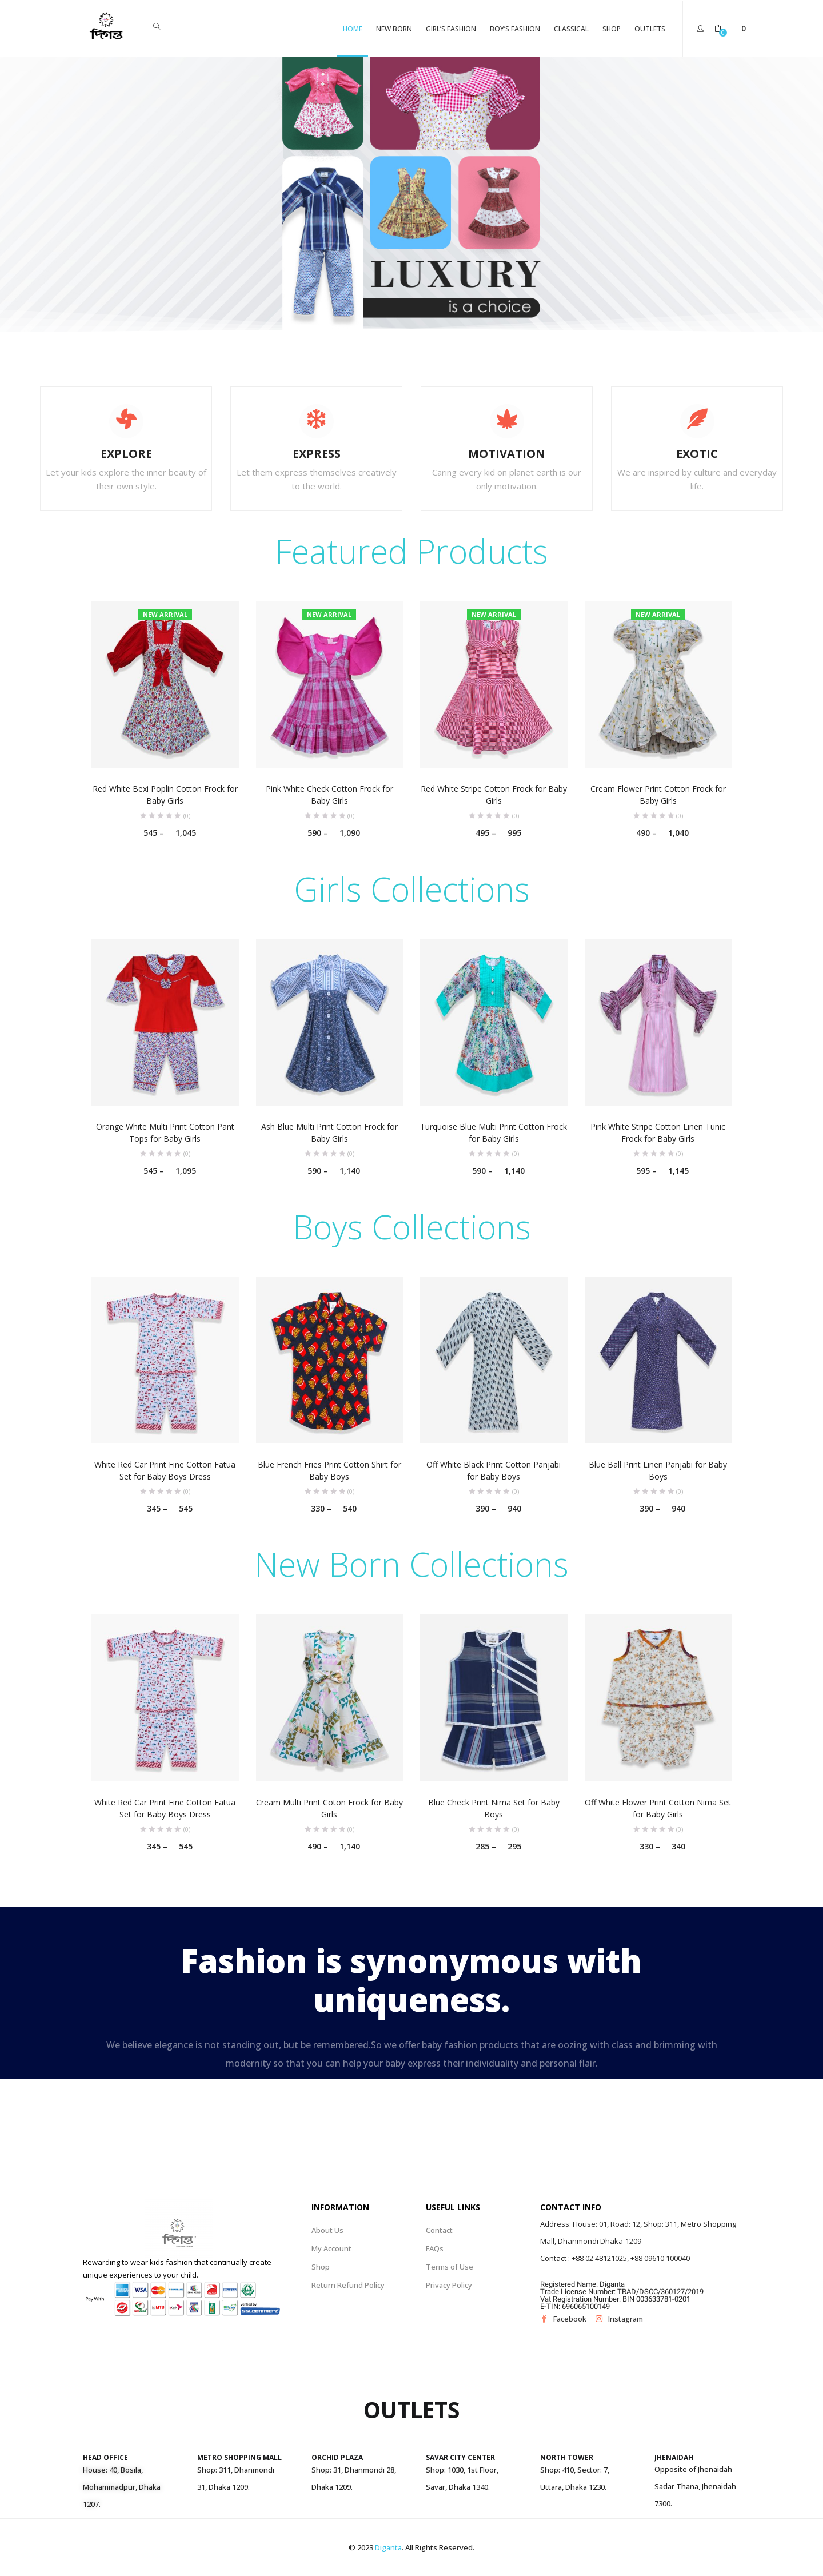 দিগন্ত
HOME NEW BORN GIRL'S FASHION BOY'S FASHION CLASSICAL SHOP OUTLETS 0 0
LUXURY
is a choice
EXPLORE
Let your kids explore the inner beauty of
their own style.
EXPRESS
Let them express themselves creatively
to the world.
MOTIVATION
Caring every kid on planet earth is our
only motivation.
EXOTIC
We are inspired by culture and everyday
life.
Featured Products
NEW ARRIVAL
Red White Bexi Poplin Cotton Frock for
Baby Girls
(0)
545 – 1,045
NEW ARRIVAL
Pink White Check Cotton Frock for
Baby Girls
(0)
590 – 1,090
NEW ARRIVAL
Red White Stripe Cotton Frock for Baby
Girls
(0)
495 – 995
NEW ARRIVAL
Cream Flower Print Cotton Frock for
Baby Girls
(0)
490 – 1,040
Girls Collections
Orange White Multi Print Cotton Pant
Tops for Baby Girls
(0)
545 – 1,095
Ash Blue Multi Print Cotton Frock for
Baby Girls
(0)
590 – 1,140
Turquoise Blue Multi Print Cotton Frock
for Baby Girls
(0)
590 – 1,140
Pink White Stripe Cotton Linen Tunic
Frock for Baby Girls
(0)
595 – 1,145
Boys Collections
White Red Car Print Fine Cotton Fatua
Set for Baby Boys Dress
(0)
345 – 545
Blue French Fries Print Cotton Shirt for
Baby Boys
(0)
330 – 540
Off White Black Print Cotton Panjabi
for Baby Boys
(0)
390 – 940
Blue Ball Print Linen Panjabi for Baby
Boys
(0)
390 – 940
New Born Collections
White Red Car Print Fine Cotton Fatua
Set for Baby Boys Dress
(0)
345 – 545
Cream Multi Print Coton Frock for Baby
Girls
(0)
490 – 1,140
Blue Check Print Nima Set for Baby
Boys
(0)
285 – 295
Off White Flower Print Cotton Nima Set
for Baby Girls
(0)
330 – 340
Fashion is synonymous with
uniqueness.
We believe elegance is not standing out, but be remembered.So we offer baby fashion products that are oozing with class and brimming with
modernity so that you can help your baby express their individuality and personal flair.
দিগন্ত
Rewarding to wear kids fashion that continually create
unique experiences to your child.
Pay With
VISA
Verified by
SSLCOMMERZ
INFORMATION
About Us
My Account
Shop
Return Refund Policy
USEFUL LINKS
Contact
FAQs
Terms of Use
Privacy Policy
CONTACT INFO
Address: House: 01, Road: 12, Shop: 311, Metro Shopping
Mall, Dhanmondi Dhaka-1209
Contact : +88 02 48121025, +88 09610 100040
Registered Name: Diganta
Trade License Number: TRAD/DSCC/360127/2019
Vat Registration Number: BIN 003633781-0201
E-TIN: 696065100149
Facebook Instagram
OUTLETS
HEAD OFFICE
House: 40, Bosila,
Mohammadpur, Dhaka
1207.
METRO SHOPPING MALL
Shop: 311, Dhanmondi
31, Dhaka 1209.
ORCHID PLAZA
Shop: 31, Dhanmondi 28,
Dhaka 1209.
SAVAR CITY CENTER
Shop: 1030, 1st Floor,
Savar, Dhaka 1340.
NORTH TOWER
Shop: 410, Sector: 7,
Uttara, Dhaka 1230.
JHENAIDAH
Opposite of Jhenaidah
Sadar Thana, Jhenaidah
7300.
© 2023 Diganta. All Rights Reserved.